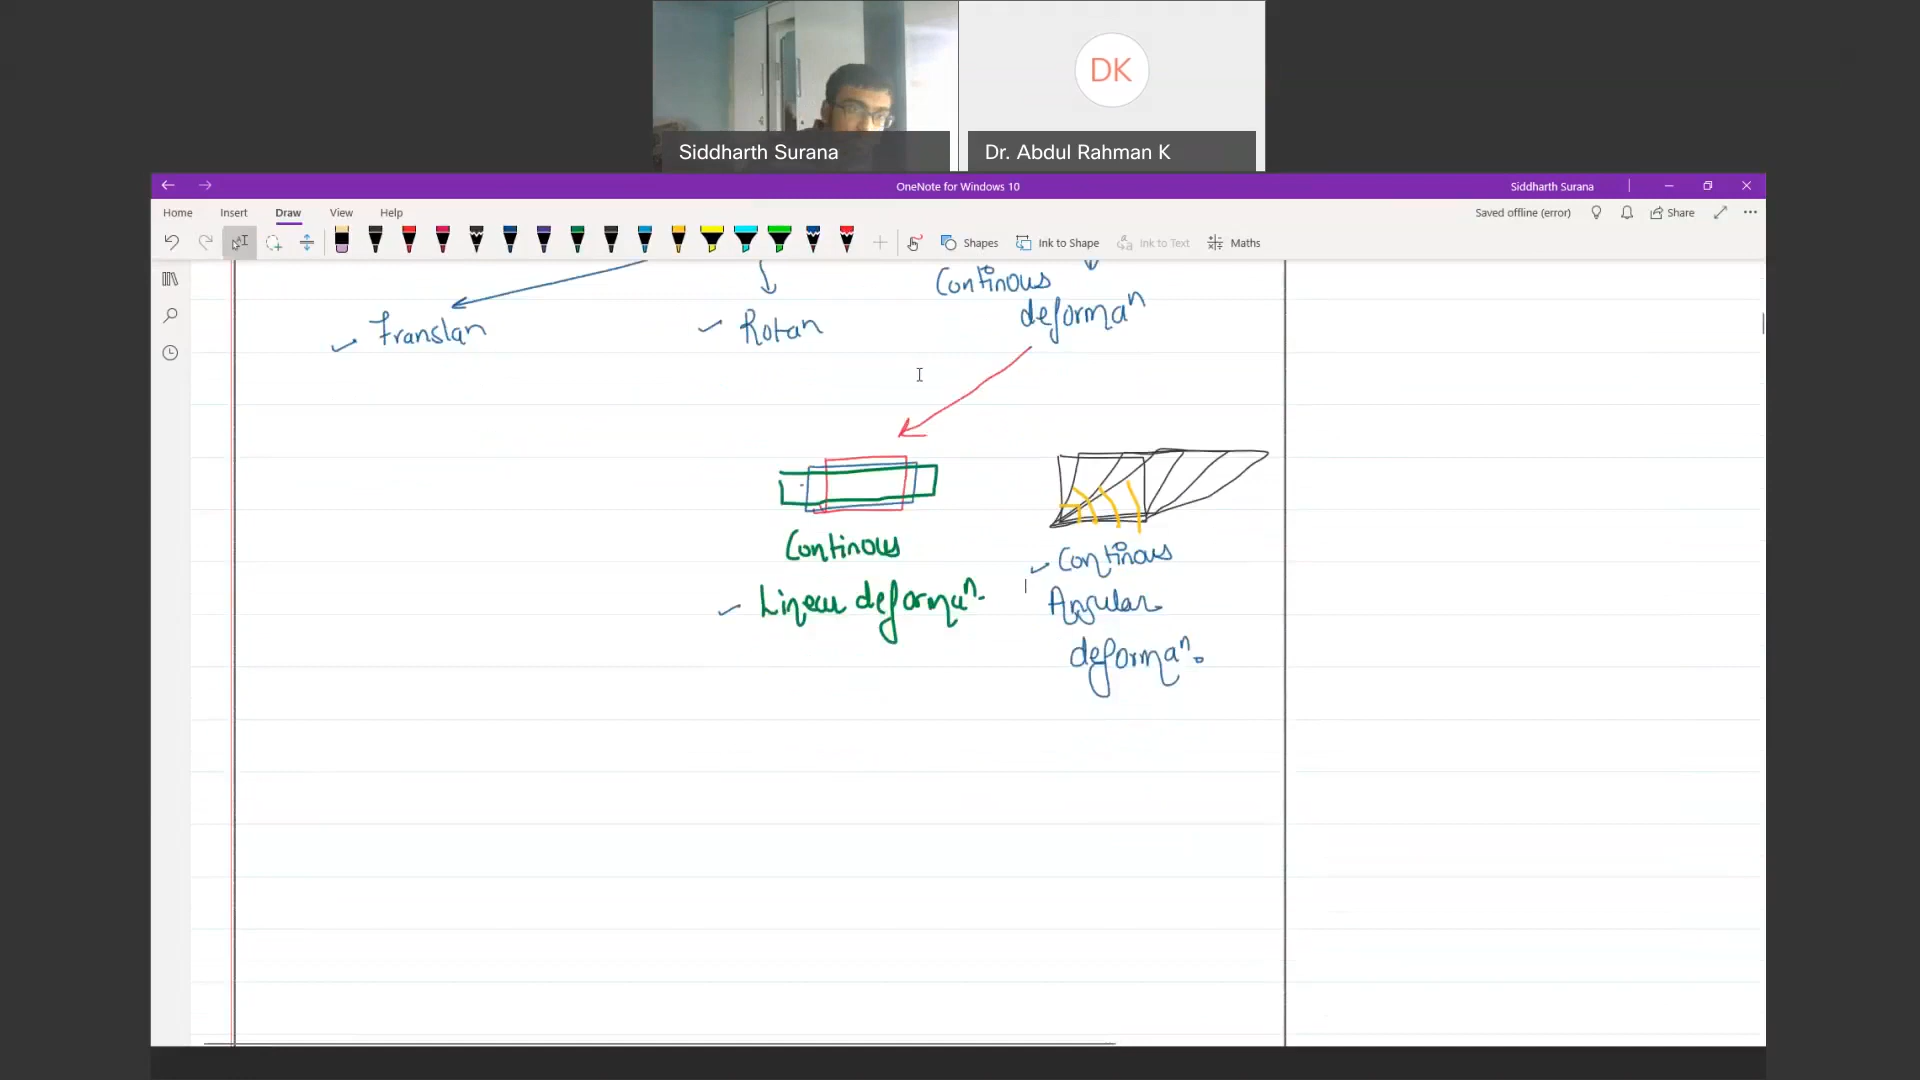 DK
Siddharth Surana
Dr. Abdul Rahman K
OneNote for Windows 10
Siddharth Surana
Home Insert Draw View Help
Saved offline (error)
Share
Shapes
Ink to Shape
Ink to Text
Maths
Continous
deforma^n
Translan
Rotan
Continous
Linear deforma^n.
Continous
Angular
deforma^n.